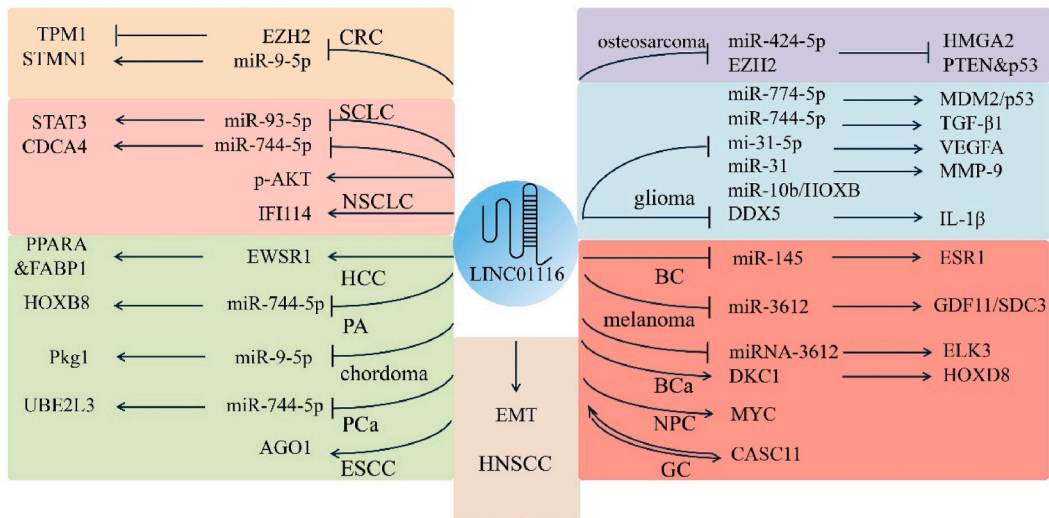 TPM1 EZH2 CRC
STMN1 miR-9-5p
STAT3 miR-93-5p SCLC
CDCA4 miR-744-5p
p-AKT
IFI114 NSCLC
PPARA
&FABP1 EWSR1
HCC
HOXB8 miR-744-5p
PA
Pkg1 miR-9-5p
chordoma
UBE2L3 miR-744-5p
PCa
AGO1
ESCC
LINC01116
EMT
HNSCC
osteosarcoma miR-424-5p HMGA2
EZH2 PTEN&p53
miR-774-5p MDM2/p53
miR-744-5p TGF-β1
mi-31-5p VEGFA
miR-31 MMP-9
miR-10b/HOXB
glioma DDX5 IL-1β
miR-145 ESR1
BC
miR-3612 GDF11/SDC3
melanoma
miRNA-3612 ELK3
BCa DKC1 HOXD8
NPC MYC
CASC11
GC